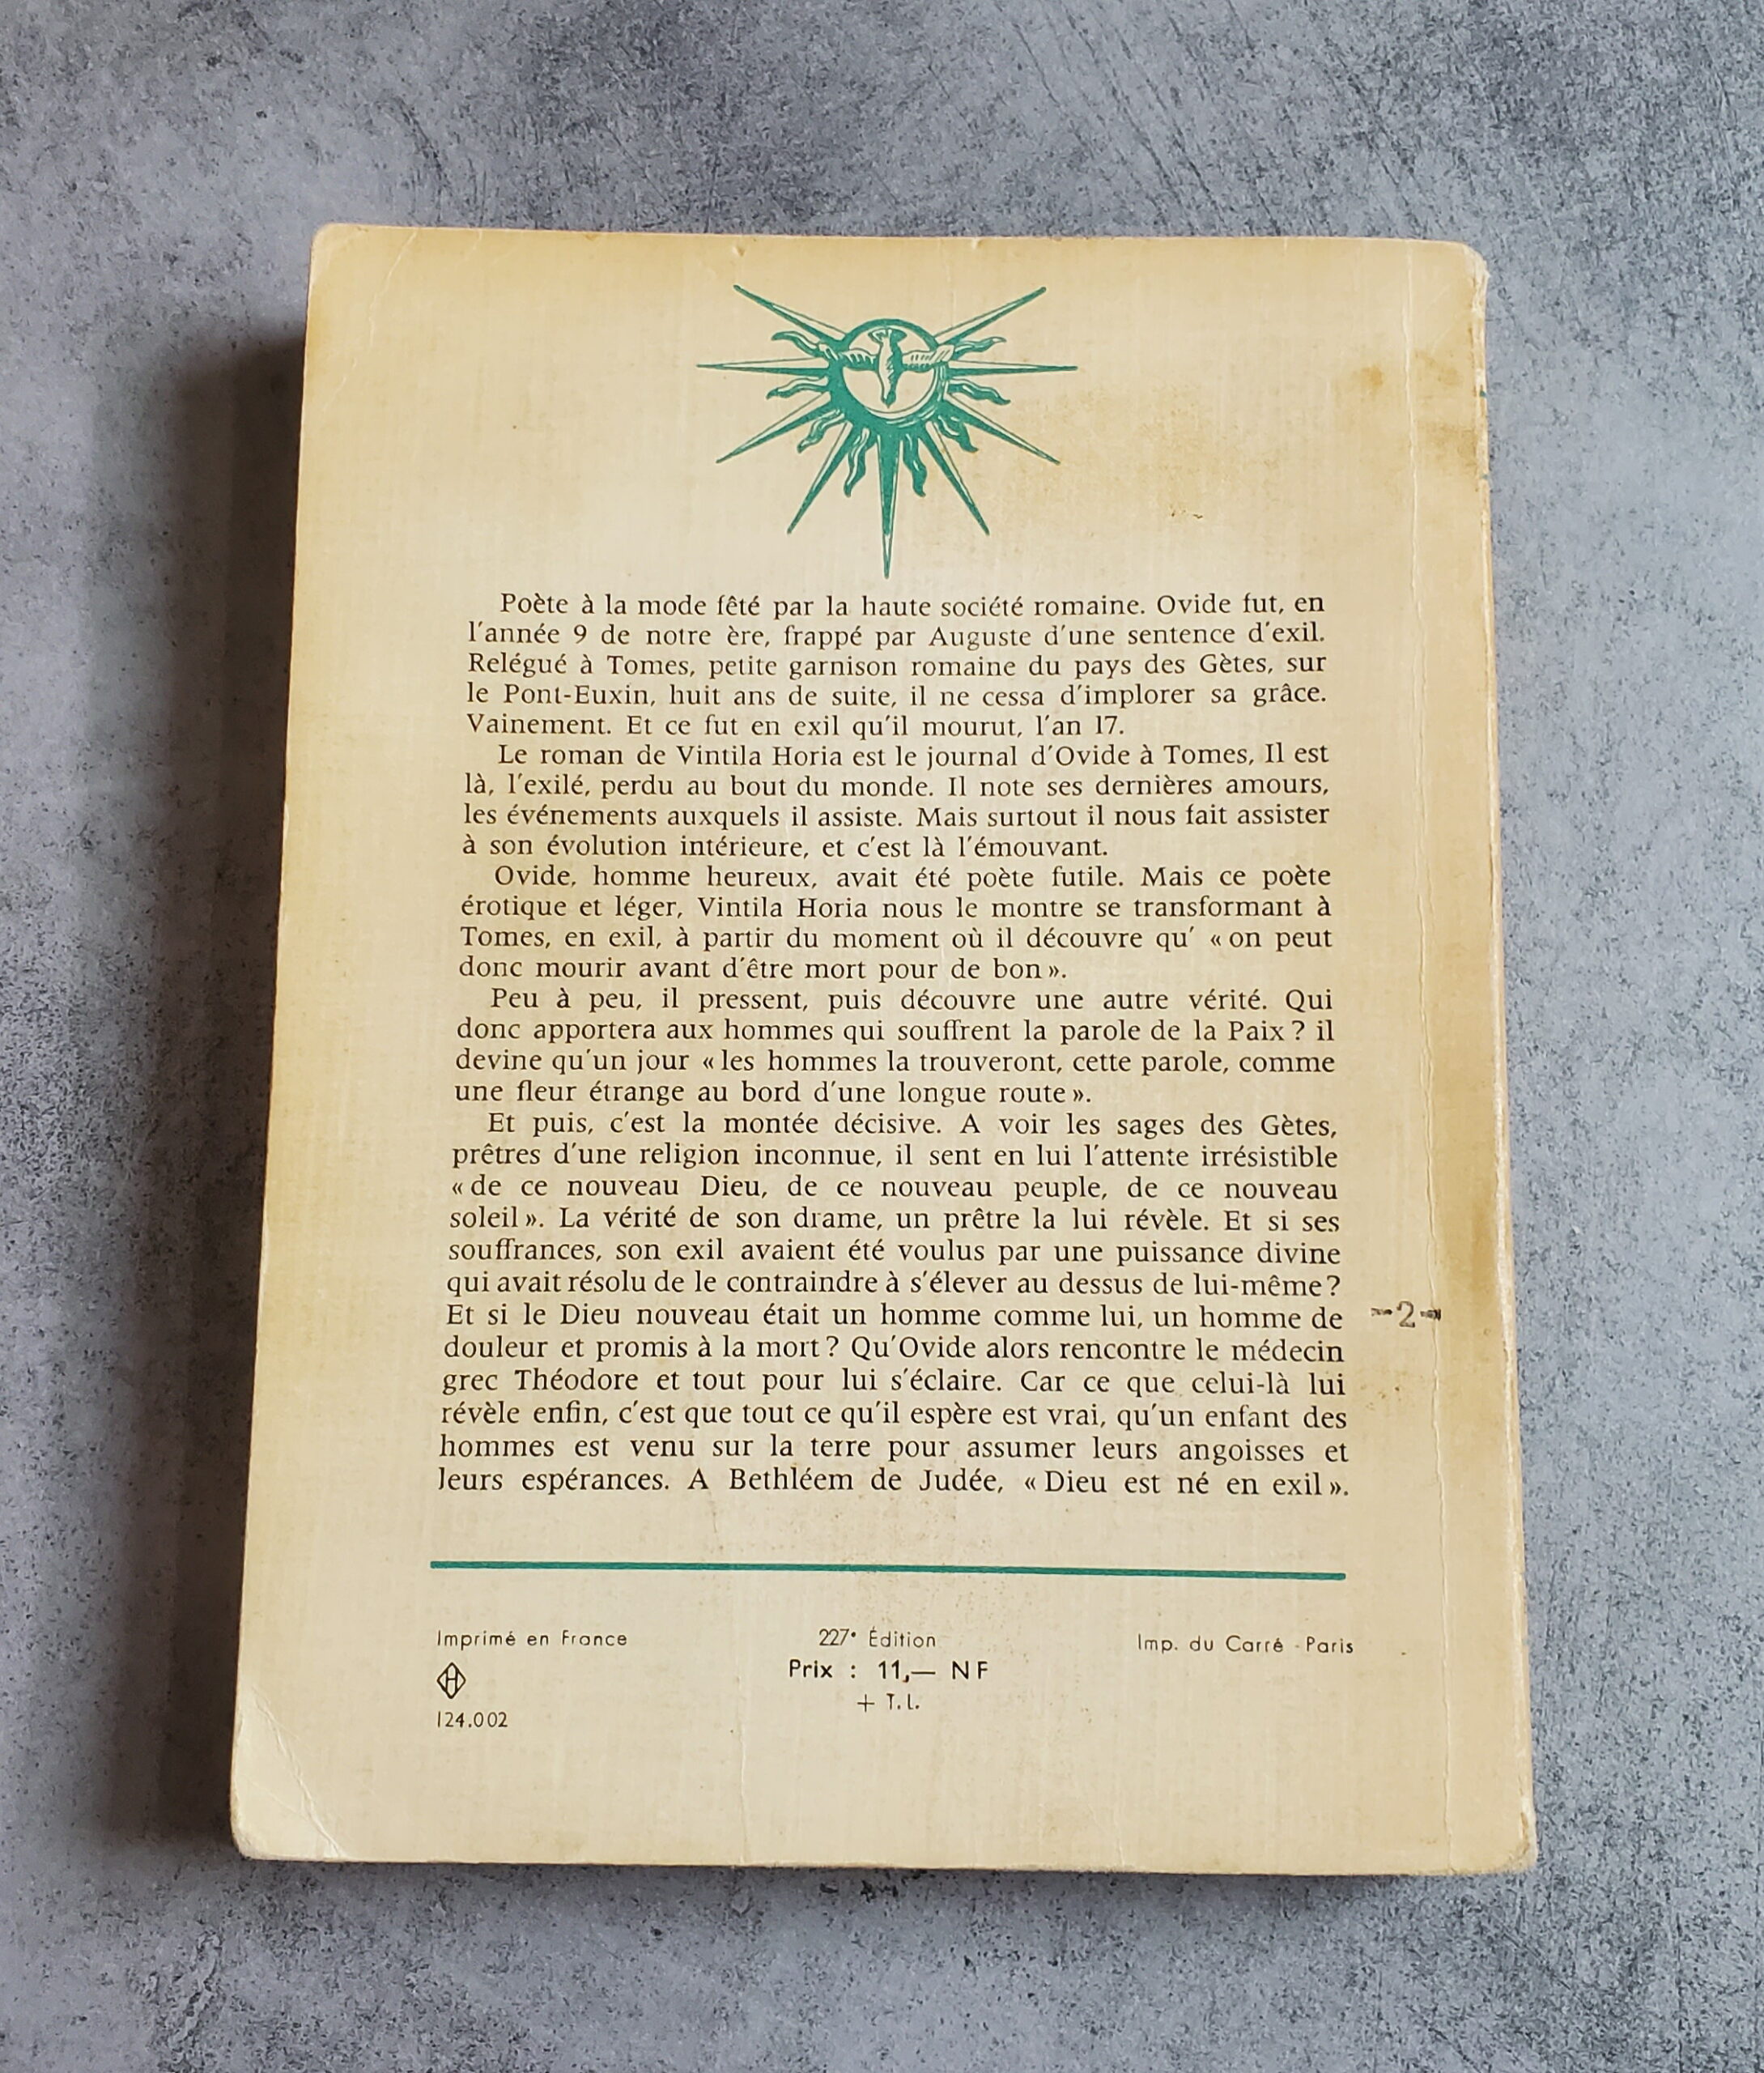 Poète à la mode fêté par la haute société romaine. Ovide fut, en
l'année 9 de notre ère, frappé par Auguste d'une sentence d'exil.
Relégué à Tomes, petite garnison romaine du pays des Gètes, sur
le Pont-Euxin, huit ans de suite, il ne cessa d'implorer sa grâce.
Vainement. Et ce fut en exil qu'il mourut, l'an 17.
Le roman de Vintila Horia est le journal d'Ovide à Tomes, Il est
là, l'exilé, perdu au bout du monde. Il note ses dernières amours,
les événements auxquels il assiste. Mais surtout il nous fait assister
à son évolution intérieure, et c'est là l'émouvant.
Ovide, homme heureux, avait été poète futile. Mais ce poète
érotique et léger, Vintila Horia nous le montre se transformant à
Tomes, en exil, à partir du moment où il découvre qu' « on peut
donc mourir avant d'être mort pour de bon ».
Peu à peu, il pressent, puis découvre une autre vérité. Qui
donc apportera aux hommes qui souffrent la parole de la Paix ? il
devine qu'un jour « les hommes la trouveront, cette parole, comme
une fleur étrange au bord d'une longue route ».
Et puis, c'est la montée décisive. A voir les sages des Gètes,
prêtres d'une religion inconnue, il sent en lui l'attente irrésistible
« de ce nouveau Dieu, de ce nouveau peuple, de ce nouveau
soleil ». La vérité de son drame, un prêtre la lui révèle. Et si ses
souffrances, son exil avaient été voulus par une puissance divine
qui avait résolu de le contraindre à s'élever au dessus de lui-même ?
Et si le Dieu nouveau était un homme comme lui, un homme de
douleur et promis à la mort ? Qu'Ovide alors rencontre le médecin
grec Théodore et tout pour lui s'éclaire. Car ce que celui-là lui
révèle enfin, c'est que tout ce qu'il espère est vrai, qu'un enfant des
hommes est venu sur la terre pour assumer leurs angoisses et
leurs espérances. A Bethléem de Judée, « Dieu est né en exil ».
-2-
Imprimé en France
H
124.002
227e Édition
Prix : 11,— NF
+ T.l.
Imp. du Carré - Paris